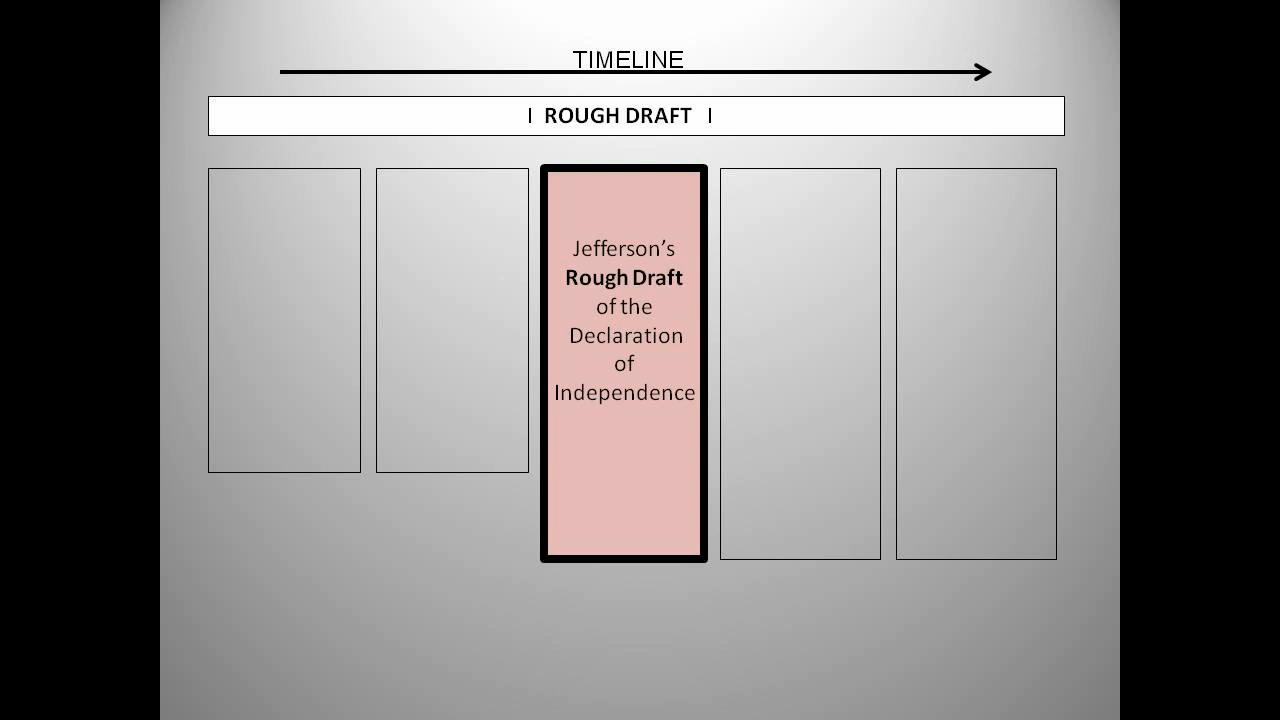 TIMELINE
I ROUGH DRAFT I
Jefferson’s
Rough Draft
of the
Declaration
of
Independence